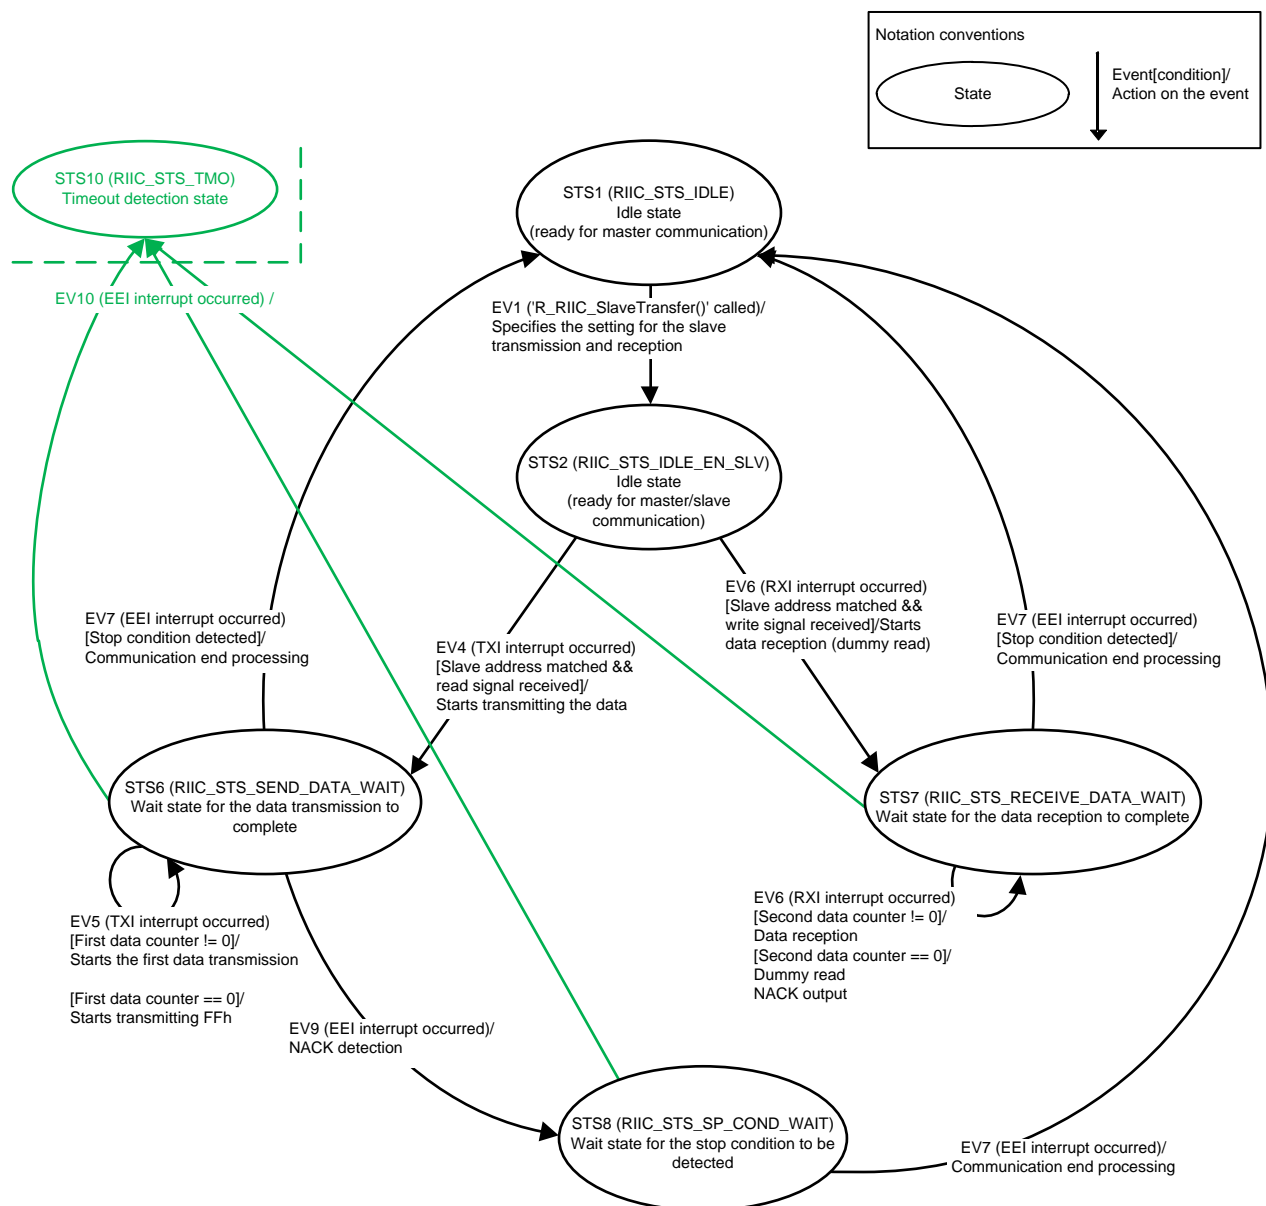 Notation conventions
State
Event[condition]/
Action on the event
STS10 (RIIC_STS_TMO)
Timeout detection state
STS1 (RIIC_STS_IDLE)
Idle state
(ready for master communication)
EV10 (EEI interrupt occurred) /
EV1 ('R_RIIC_SlaveTransfer()' called)/
Specifies the setting for the slave
transmission and reception
STS2 (RIIC_STS_IDLE_EN_SLV)
Idle state
(ready for master/slave
communication)
EV7 (EEI interrupt occurred)
[Stop condition detected]/
Communication end processing
EV4 (TXI interrupt occurred)
[Slave address matched &&
read signal received]/
Starts transmitting the data
EV6 (RXI interrupt occurred)
[Slave address matched &&
write signal received]/Starts
data reception (dummy read)
EV7 (EEI interrupt occurred)
[Stop condition detected]/
Communication end processing
STS6 (RIIC_STS_SEND_DATA_WAIT)
Wait state for the data transmission to
complete
STS7 (RIIC_STS_RECEIVE_DATA_WAIT)
Wait state for the data reception to complete
EV5 (TXI interrupt occurred)
[First data counter != 0]/
Starts the first data transmission
[First data counter == 0]/
Starts transmitting FFh
EV6 (RXI interrupt occurred)
[Second data counter != 0]/
Data reception
[Second data counter == 0]/
Dummy read
NACK output
EV9 (EEI interrupt occurred)/
NACK detection
STS8 (RIIC_STS_SP_COND_WAIT)
Wait state for the stop condition to be
detected
EV7 (EEI interrupt occurred)/
Communication end processing